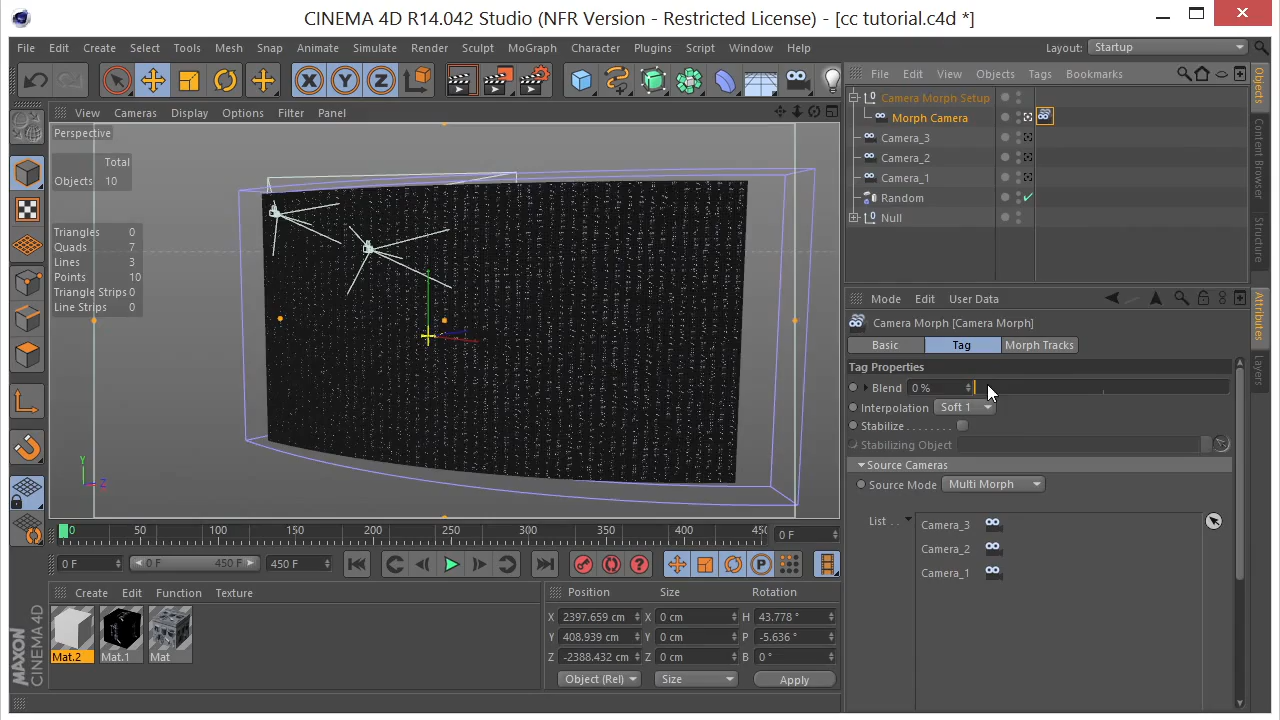 CINEMA 4D R14.042 Studio (NFR Version - Restricted License) - [cc tutorial.c4d *]
File Edit Create Select Tools Mesh Snap Animate Simulate Render Sculpt MoGraph Character Plugins Script Window Help Layout: Startup
X Y Z
File Edit View Objects Tags Bookmarks
Camera Morph Setup
Morph Camera
Camera_3
Camera_2
Camera_1
Random
Null
Objects
Content Browser
Structure
View Cameras Display Options Filter Panel
Perspective
Total
Objects 10
Triangles 0
Quads 7
Lines 3
Points 10
Triangle Strips 0
Line Strips 0
Y
Z
Mode Edit User Data
Attributes
Layers
Camera Morph [Camera Morph]
Basic Tag Morph Tracks
Tag Properties
Blend 0 %
Interpolation Soft 1
Stabilize . . . . . . . .
Stabilizing Object
Source Cameras
Source Mode Multi Morph
List . .
Camera_3
Camera_2
Camera_1
0 50 100 150 200 250 300 350 400 450 0 F
0 F 0 F 450 F 450 F
P
Create Edit Function Texture
Mat.2 Mat.1 Mat
Position Size Rotation
X 2397.659 cm X 0 cm H 43.778 °
Y 408.939 cm Y 0 cm P -5.636 °
Z -2388.432 cm Z 0 cm B 0 °
Object (Rel) Size Apply
MAXON
CINEMA 4D